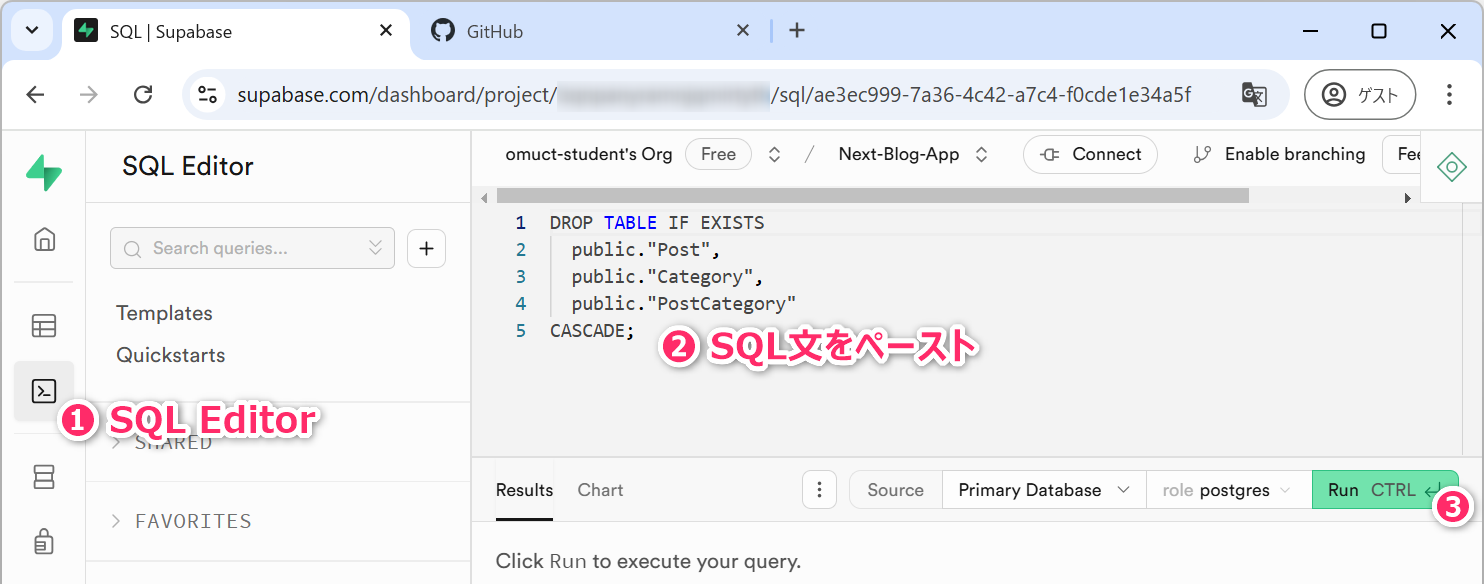 SQL | Supabase
GitHub
supabase.com/dashboard/project/
/sql/ae3ec999-7a36-4c42-a7c4-f0cde1e34a5f
ゲスト
SQL Editor
omuct-student's Org
Free
/
Next-Blog-App
Connect
Enable branching
Fee
Search queries...
Templates
Quickstarts
❶ SQL Editor
SHARED
FAVORITES
1 DROP TABLE IF EXISTS
2 public."Post",
3 public."Category",
4 public."PostCategory"
5 CASCADE;
❷ SQL文をペースト
Results
Chart
Source
Primary Database
role postgres
Run CTRL ↵
❸
Click Run to execute your query.